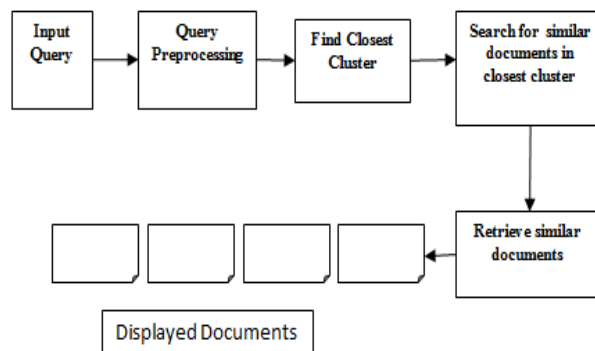 Input
Query
Query
Preprocessing
Find Closest
Cluster
Search for similar
documents in
closest cluster
Retrieve similar
documents
Displayed Documents